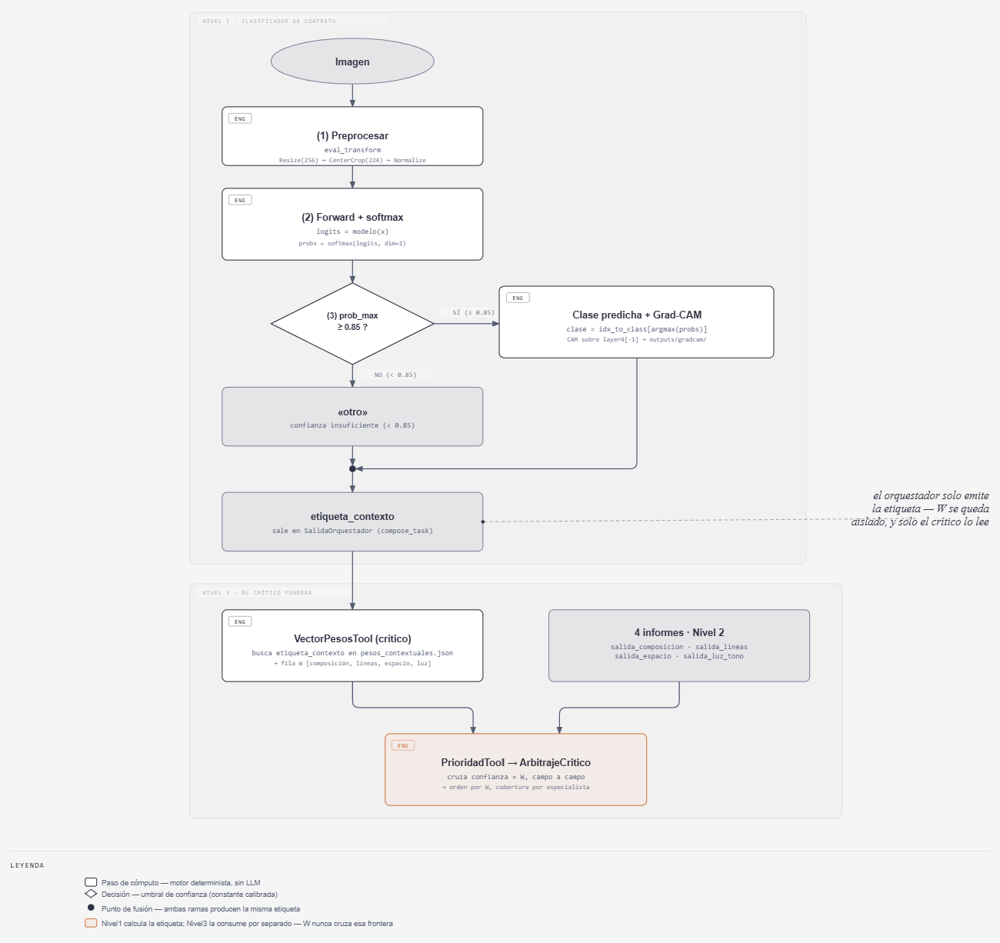 NIVEL 1 · CLASIFICADOR DE CONTEXTO
Imagen
ENG
(1) Preprocesar
eval_transform
Resize(256) → CenterCrop(224) → Normalize
ENG
(2) Forward + softmax
logits = modelo(x)
probs = softmax(logits, dim=1)
(3) prob_max
≥ 0.85 ?
SÍ (≥ 0.85)
ENG
Clase predicha + Grad-CAM
clase = idx_to_class[argmax(probs)]
CAM sobre layer4[-1] → outputs/gradcam/
NO (< 0.85)
«otro»
confianza insuficiente (< 0.85)
etiqueta_contexto
sale en SalidaOrquestador (compose_task)
el orquestador solo emite
la etiqueta — W se queda
aislado, y solo el crítico lo lee
NIVEL 3 · EL CRÍTICO PONDERA
ENG
VectorPesosTool (crítico)
busca etiqueta_contexto en pesos_contextuales.json
→ fila W [composición, líneas, espacio, luz]
4 informes · Nivel 2
salida_composicion · salida_lineas
salida_espacio · salida_luz_tono
ENG
PrioridadTool → ArbitrajeCritico
cruza confianza × W, campo a campo
→ orden por W, cobertura por especialista
LEYENDA
Paso de cómputo — motor determinista, sin LLM
Decisión — umbral de confianza (constante calibrada)
Punto de fusión — ambas ramas producen la misma etiqueta
Nivel1 calcula la etiqueta; Nivel3 la consume por separado — W nunca cruza esa frontera